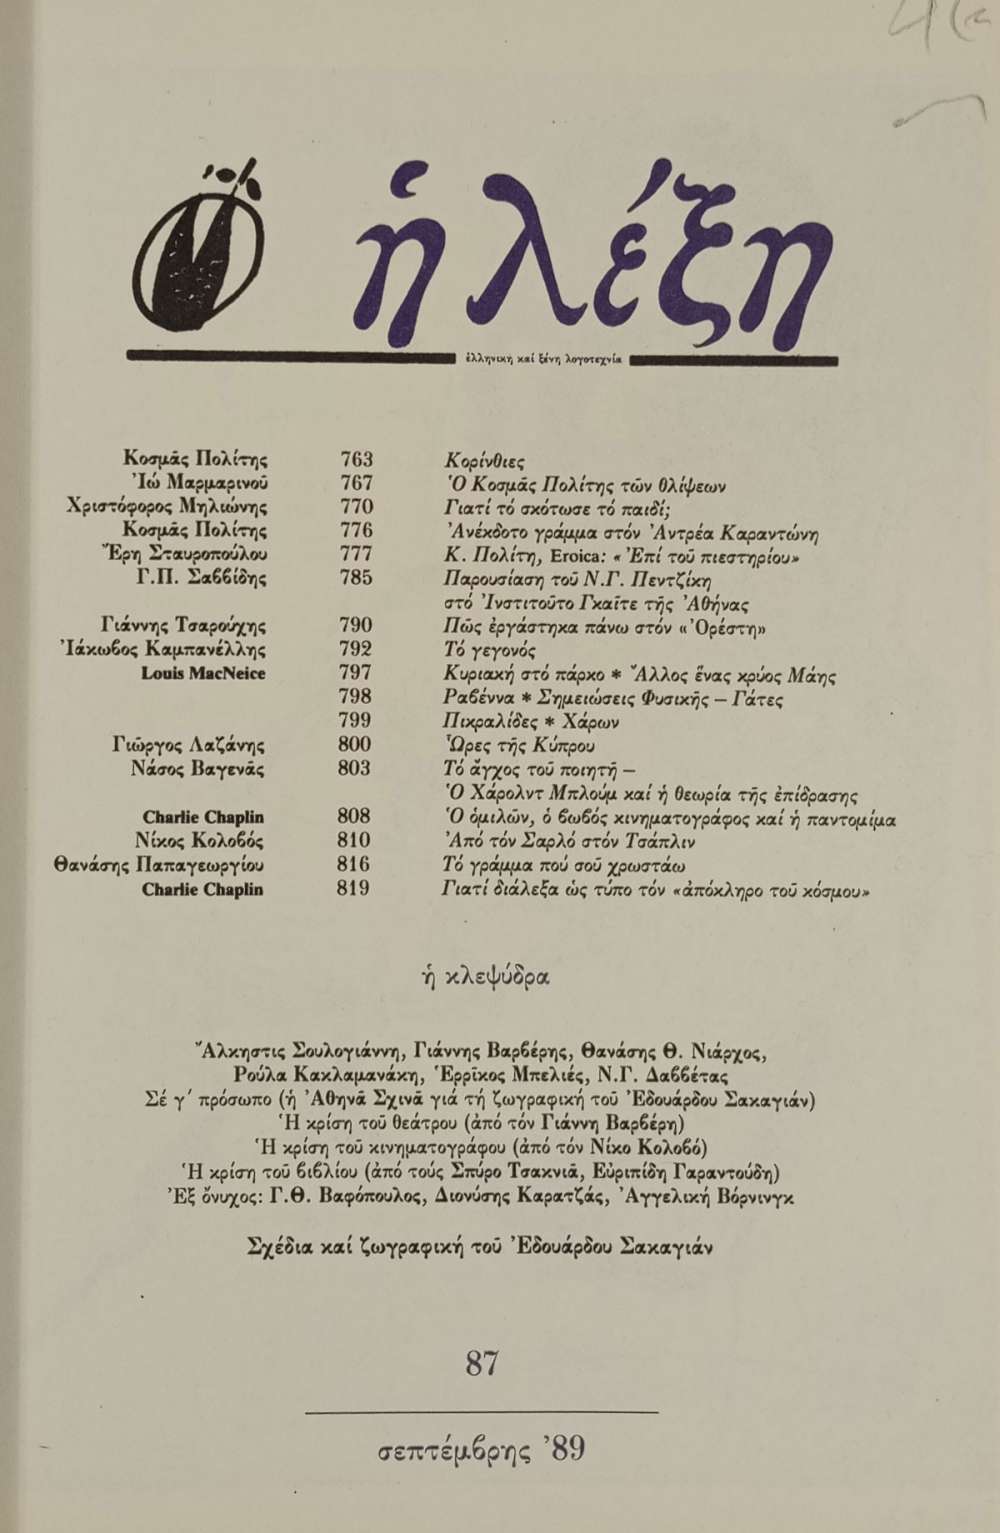 ἡ λέξη
ἑλληνική καί ξένη λογοτεχνία
Κοσμᾶς Πολίτης 763 Κορίνθιες
Ἰώ Μαρμαρινοῦ 767 Ὁ Κοσμᾶς Πολίτης τῶν θλίψεων
Χριστόφορος Μηλιώνης 770 Γιατί τό σκότωσε τό παιδί;
Κοσμᾶς Πολίτης 776 Ἀνέκδοτο γράμμα στόν Ἀντρέα Καραντώνη
Ἔρη Σταυροπούλου 777 Κ. Πολίτη, Eroica: «Ἐπί τοῦ πιεστηρίου»
Γ.Π. Σαββίδης 785 Παρουσίαση τοῦ Ν.Γ. Πεντζίκη
στό Ἰνστιτοῦτο Γκαῖτε τῆς Ἀθήνας
Γιάννης Τσαρούχης 790 Πῶς ἐργάστηκα πάνω στόν «Ὀρέστη»
Ἰάκωβος Καμπανέλλης 792 Τό γεγονός
Louis MacNeice 797 Κυριακή στό πάρκο * Ἄλλος ἕνας κρύος Μάης
798 Ραβέννα * Σημειώσεις Φυσικῆς – Γάτες
799 Πικραλίδες * Χάρων
Γιῶργος Λαζάνης 800 Ὧρες τῆς Κύπρου
Νάσος Βαγενᾶς 803 Τό ἄγχος τοῦ ποιητῆ –
Ὁ Χάρολντ Μπλούμ καί ἡ θεωρία τῆς ἐπίδρασης
Charlie Chaplin 808 Ὁ ὁμιλῶν, ὁ βωβός κινηματογράφος καί ἡ παντομίμα
Νίκος Κολοβός 810 Ἀπό τόν Σαρλό στόν Τσάπλιν
Θανάσης Παπαγεωργίου 816 Τό γράμμα πού σοῦ χρωστάω
Charlie Chaplin 819 Γιατί διάλεξα ὡς τύπο τόν «ἀπόκληρο τοῦ κόσμου»
ἡ κλεψύδρα
Ἄλκηστις Σουλογιάννη, Γιάννης Βαρβέρης, Θανάσης Θ. Νιάρχος,
Ρούλα Κακλαμανάκη, Ἑρρῖκος Μπελιές, Ν.Γ. Δαββέτας
Σέ γ΄ πρόσωπο (ἡ Ἀθηνᾶ Σχινᾶ γιά τή ζωγραφική τοῦ Ἐδουάρδου Σακαγιάν)
Ἡ κρίση τοῦ θεάτρου (ἀπό τόν Γιάννη Βαρβέρη)
Ἡ κρίση τοῦ κινηματογράφου (ἀπό τόν Νίκο Κολοβό)
Ἡ κρίση τοῦ βιβλίου (ἀπό τούς Σπύρο Τσακνιᾶ, Εὐριπίδη Γαραντούδη)
Ἐξ ὄνυχος: Γ.Θ. Βαφόπουλος, Διονύσης Καρατζάς, Ἀγγελική Βόρνινγκ
Σχέδια καί ζωγραφική τοῦ Ἐδουάρδου Σακαγιάν
87
σεπτέμβρης ’89